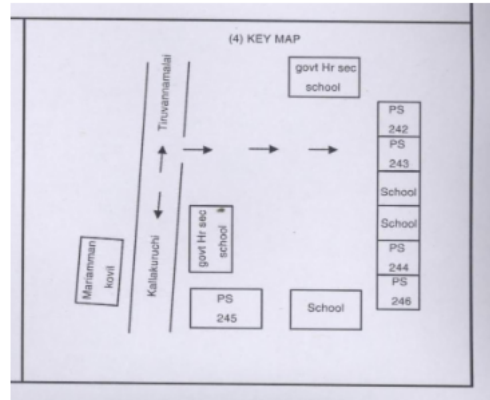 (4) KEY MAP
govt Hr sec
school
Tiruvannamalai
PS
242
PS
243
School
School
PS
244
PS
246
govt Hr sec
school
Kallakuruchi
Mariamman
kovil
PS
245
School